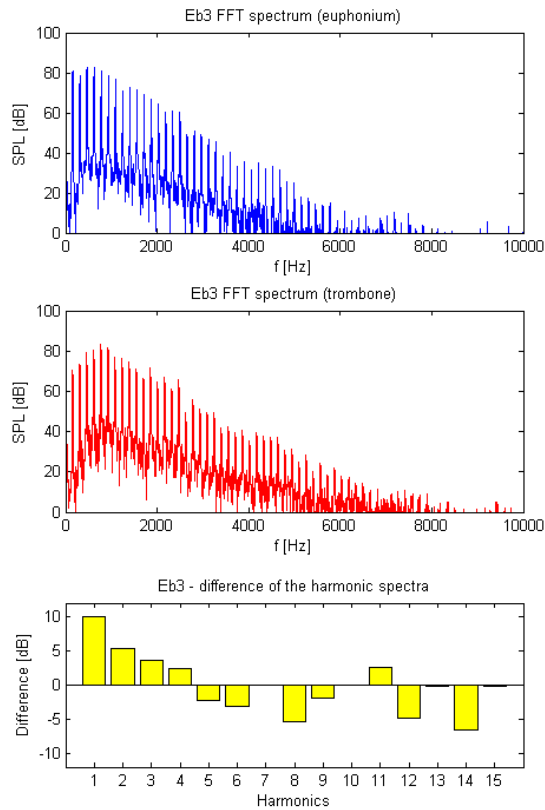 Eb3 FFT spectrum (euphonium)
100
80
60
40
20
0
SPL [dB]
0 2000 4000 6000 8000 10000
f [Hz]
Eb3 FFT spectrum (trombone)
100
80
60
40
20
0
SPL [dB]
0 2000 4000 6000 8000 10000
f [Hz]
Eb3 - difference of the harmonic spectra
10
5
0
-5
-10
Difference [dB]
1 2 3 4 5 6 7 8 9 10 11 12 13 14 15
Harmonics